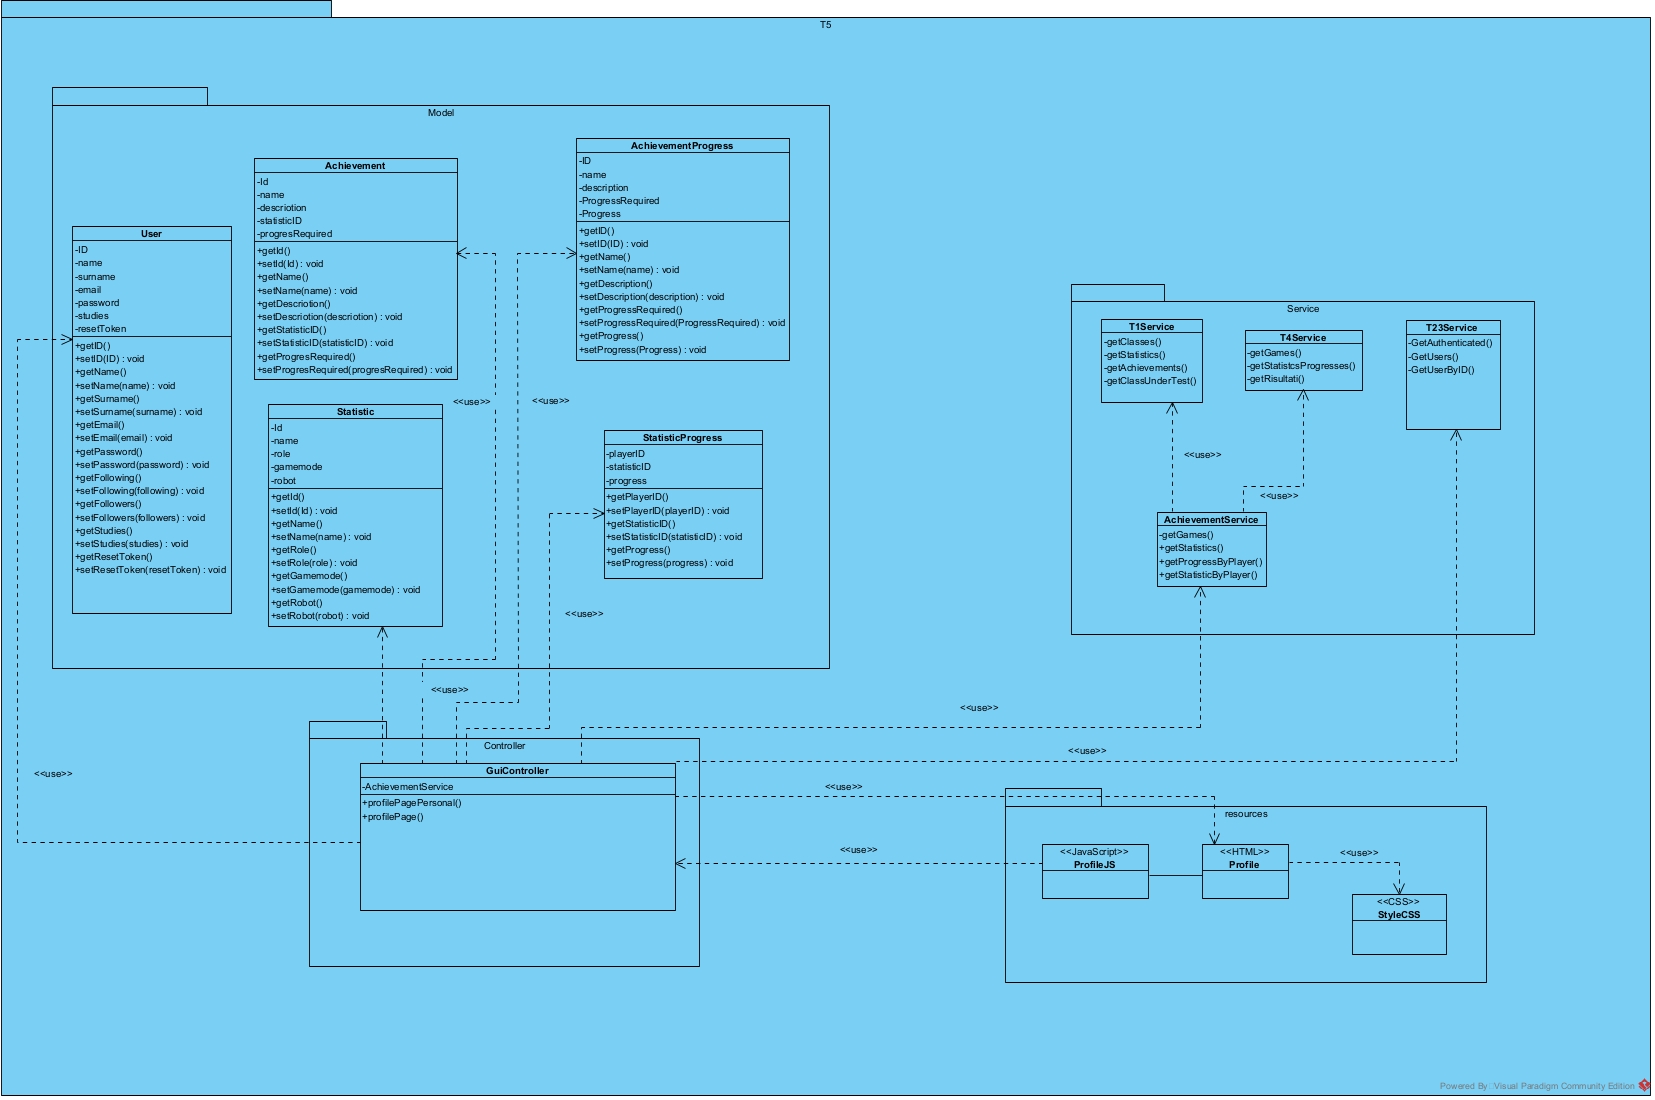 T5
Model
User
-ID
-name
-surname
-email
-password
-studies
-resetToken
+getID()
+setID(ID) : void
+getName()
+setName(name) : void
+getSurname()
+setSurname(surname) : void
+getEmail()
+setEmail(email) : void
+getPassword()
+setPassword(password) : void
+getFollowing()
+setFollowing(following) : void
+getFollowers()
+setFollowers(followers) : void
+getStudies()
+setStudies(studies) : void
+getResetToken()
+setResetToken(resetToken) : void
Achievement
-Id
-name
-descriotion
-statisticID
-progresRequired
+getId()
+setId(Id) : void
+getName()
+setName(name) : void
+getDescriotion()
+setDescriotion(descriotion) : void
+getStatisticID()
+setStatisticID(statisticID) : void
+getProgresRequired()
+setProgresRequired(progresRequired) : void
AchievementProgress
-ID
-name
-description
-ProgressRequired
-Progress
+getID()
+setID(ID) : void
+getName()
+setName(name) : void
+getDescription()
+setDescription(description) : void
+getProgressRequired()
+setProgressRequired(ProgressRequired) : void
+getProgress()
+setProgress(Progress) : void
Statistic
-Id
-name
-role
-gamemode
-robot
+getId()
+setId(Id) : void
+getName()
+setName(name) : void
+getRole()
+setRole(role) : void
+getGamemode()
+setGamemode(gamemode) : void
+getRobot()
+setRobot(robot) : void
StatisticProgress
-playerID
-statisticID
-progress
+getPlayerID()
+setPlayerID(playerID) : void
+getStatisticID()
+setStatisticID(statisticID) : void
+getProgress()
+setProgress(progress) : void
<<use>>
<<use>>
<<use>>
<<use>>
<<use>>
Service
T1Service
-getClasses()
-getStatistics()
-getAchievements()
-getClassUnderTest()
T4Service
-getGames()
-getStatistcsProgresses()
-getRisultati()
T23Service
-GetAuthenticated()
-GetUsers()
-GetUserByID()
<<use>>
<<use>>
AchievementService
-getGames()
+getStatistics()
+getProgressByPlayer()
+getStatisticByPlayer()
<<use>>
<<use>>
Controller
GuiController
-AchievementService
+profilePagePersonal()
+profilePage()
<<use>>
<<use>>
resources
<<JavaScript>>
ProfileJS
<<HTML>>
Profile
<<use>>
<<CSS>>
StyleCSS
Powered By Visual Paradigm Community Edition